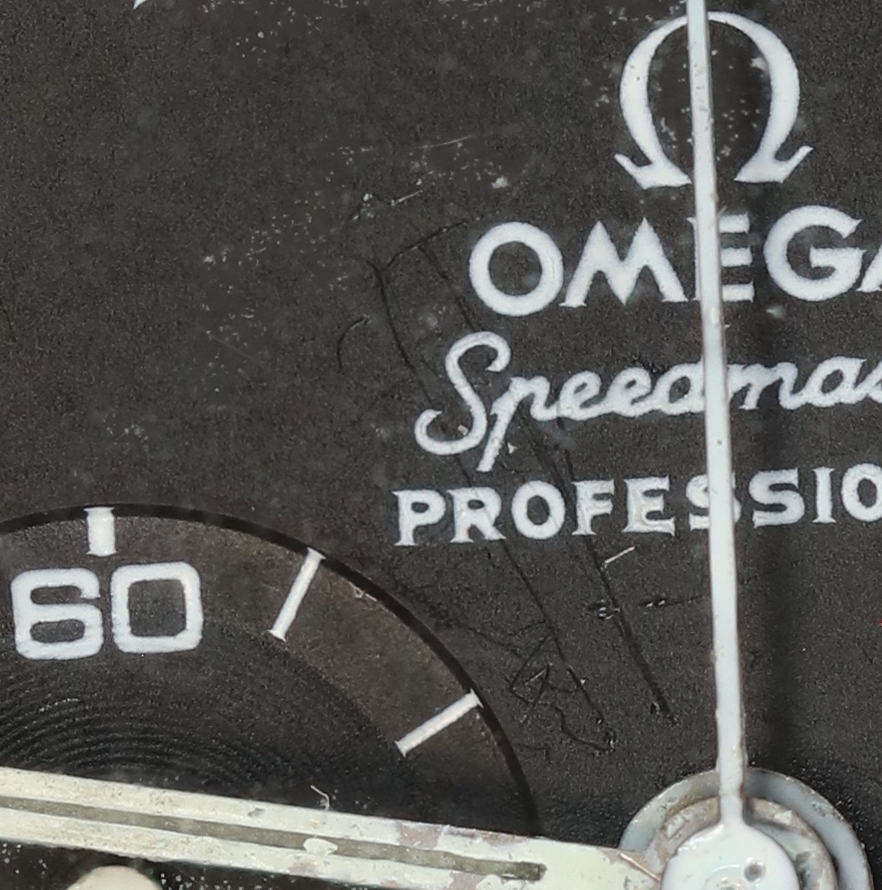 Ω
OMEGA
Speedmas
PROFESSIO
60